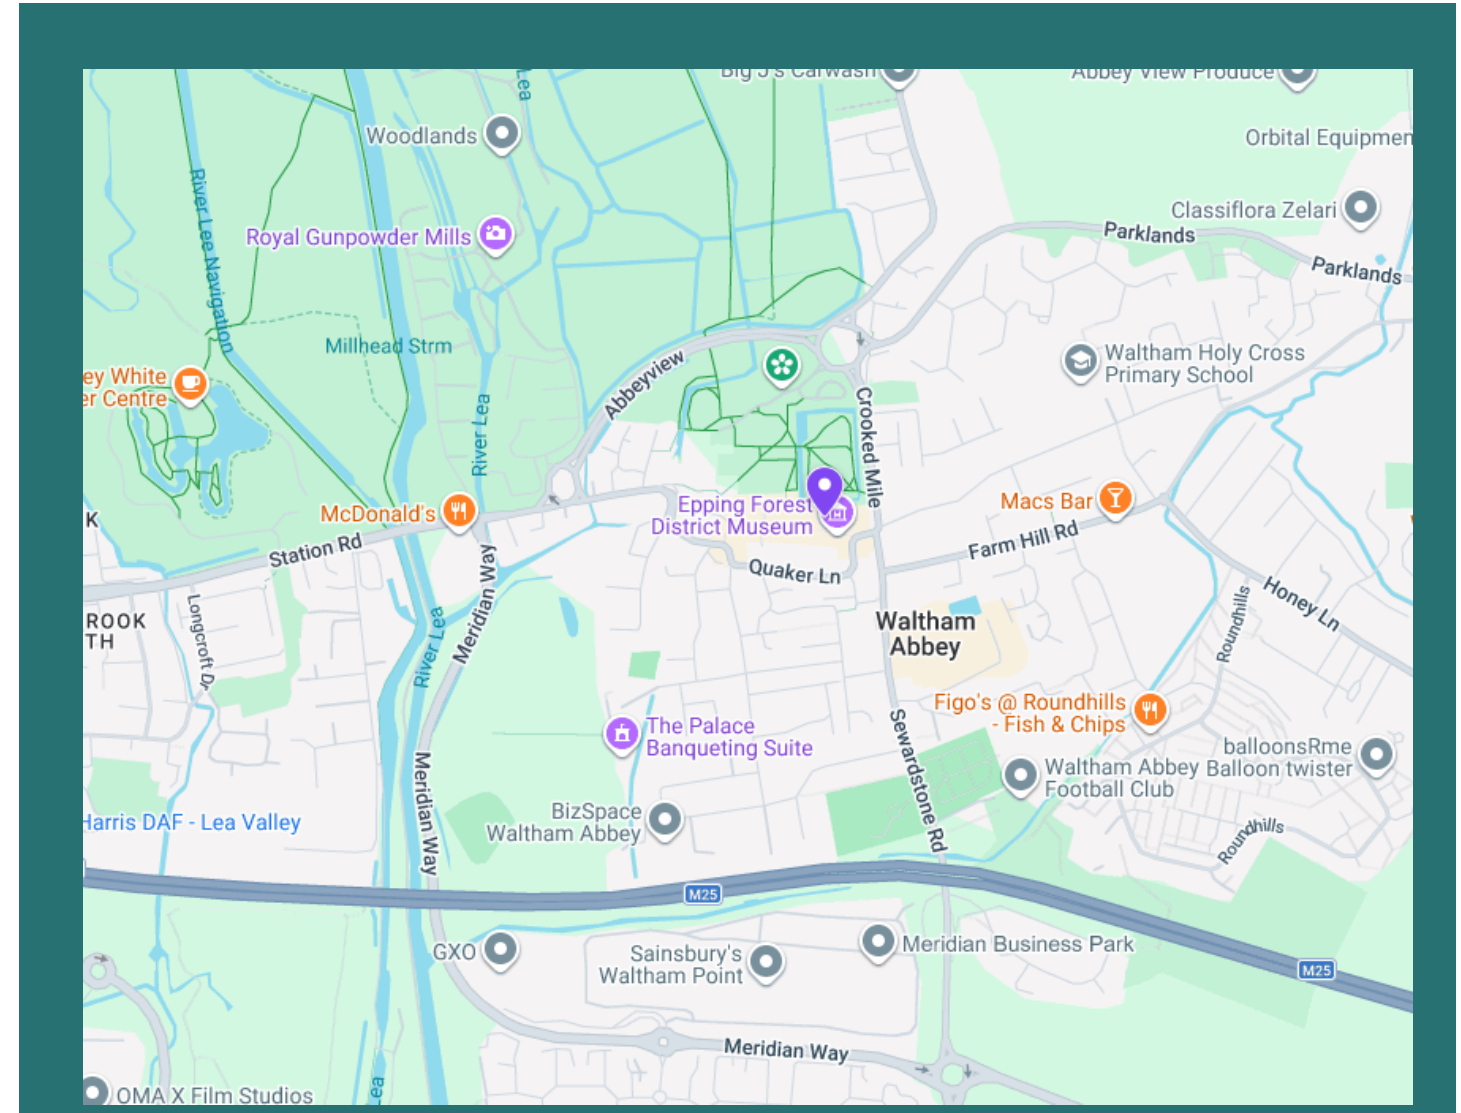 Big J's Carwash
Abbey View Produce
Lea
Woodlands
Orbital Equipmen
River Lee Navigation
Classiflora Zelari
Royal Gunpowder Mills
Parklands
Parklands
Millhead Strm
Waltham Holy Cross
Primary School
ey White
er Centre
Abbeyview
River Lea
Crooked Mile
McDonald's
Epping Forest
District Museum
Macs Bar
K
Station Rd
Farm Hill Rd
Quaker Ln
Meridian Way
Honey Ln
Longcroft Dr
ROOK
TH
River Lea
Waltham
Abbey
Roundhills
Figo's @ Roundhills
- Fish & Chips
The Palace
Banqueting Suite
Sewardstone Rd
balloonsRme
Balloon twister
Waltham Abbey
Football Club
Meridian Way
BizSpace
Waltham Abbey
Harris DAF - Lea Valley
Roundhills
M25
GXO
Sainsbury's
Waltham Point
Meridian Business Park
M25
Meridian Way
OMA X Film Studios
Lea